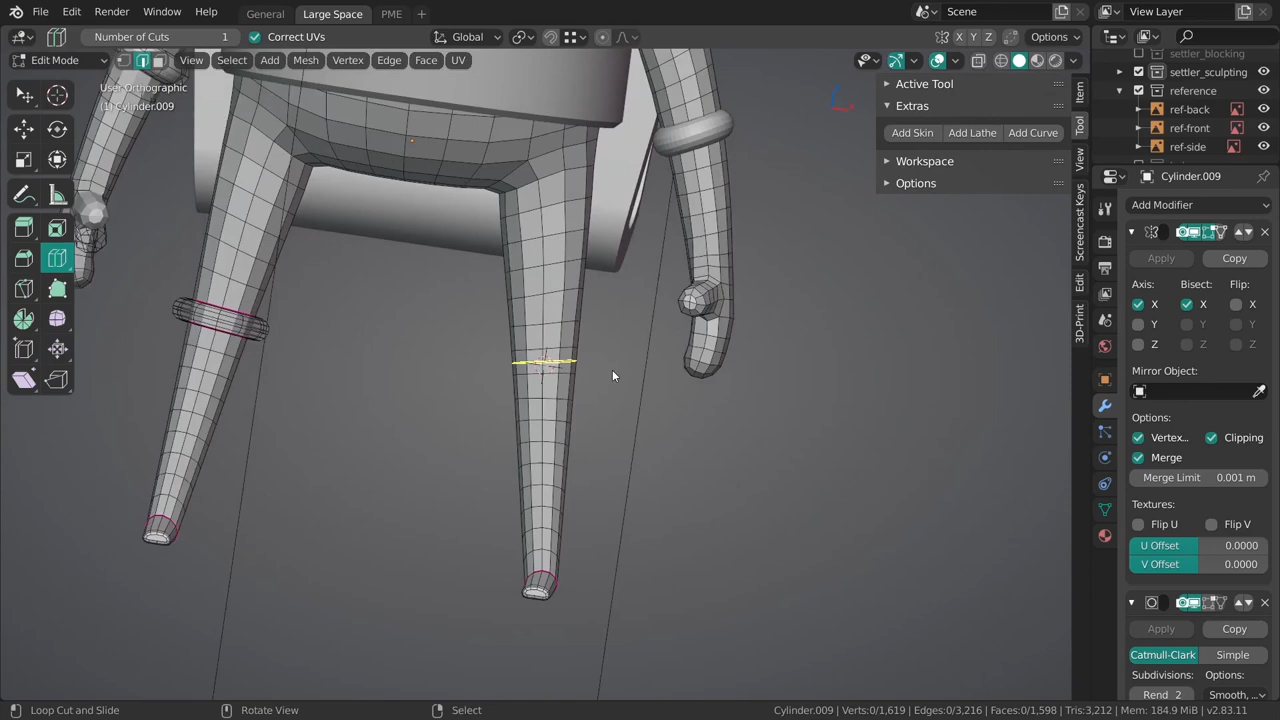 File Edit Render Window Help General Large Space PME + Scene View Layer
Number of Cuts 1 Correct UVs Global X Y Z Options
Edit Mode View Select Add Mesh Vertex Edge Face UV
User Orthographic
(1) Cylinder.009
Active Tool
Extras
Add Skin Add Lathe Add Curve
Workspace
Options
Item
Tool
View
Screencast Keys
Edit
3D-Print
settler_blocking
settler_sculpting
reference
ref-back
ref-front
ref-side
Cylinder.009
Add Modifier
Apply Copy
Axis: Bisect: Flip:
X X X
Y Y Y
Z Z Z
Mirror Object:
Options:
Vertex... Clipping
Merge
Merge Limit 0.001 m
Textures:
Flip U Flip V
U Offset 0.0000
V Offset 0.0000
Apply Copy
Catmull-Clark Simple
Subdivisions: Options:
Rend 2 Smooth, ...
Loop Cut and Slide Rotate View Select Cylinder.009 | Verts:0/1,619 | Edges:0/3,216 | Faces:0/1,598 | Tris:3,212 | Mem: 184.9 MiB | v2.83.11